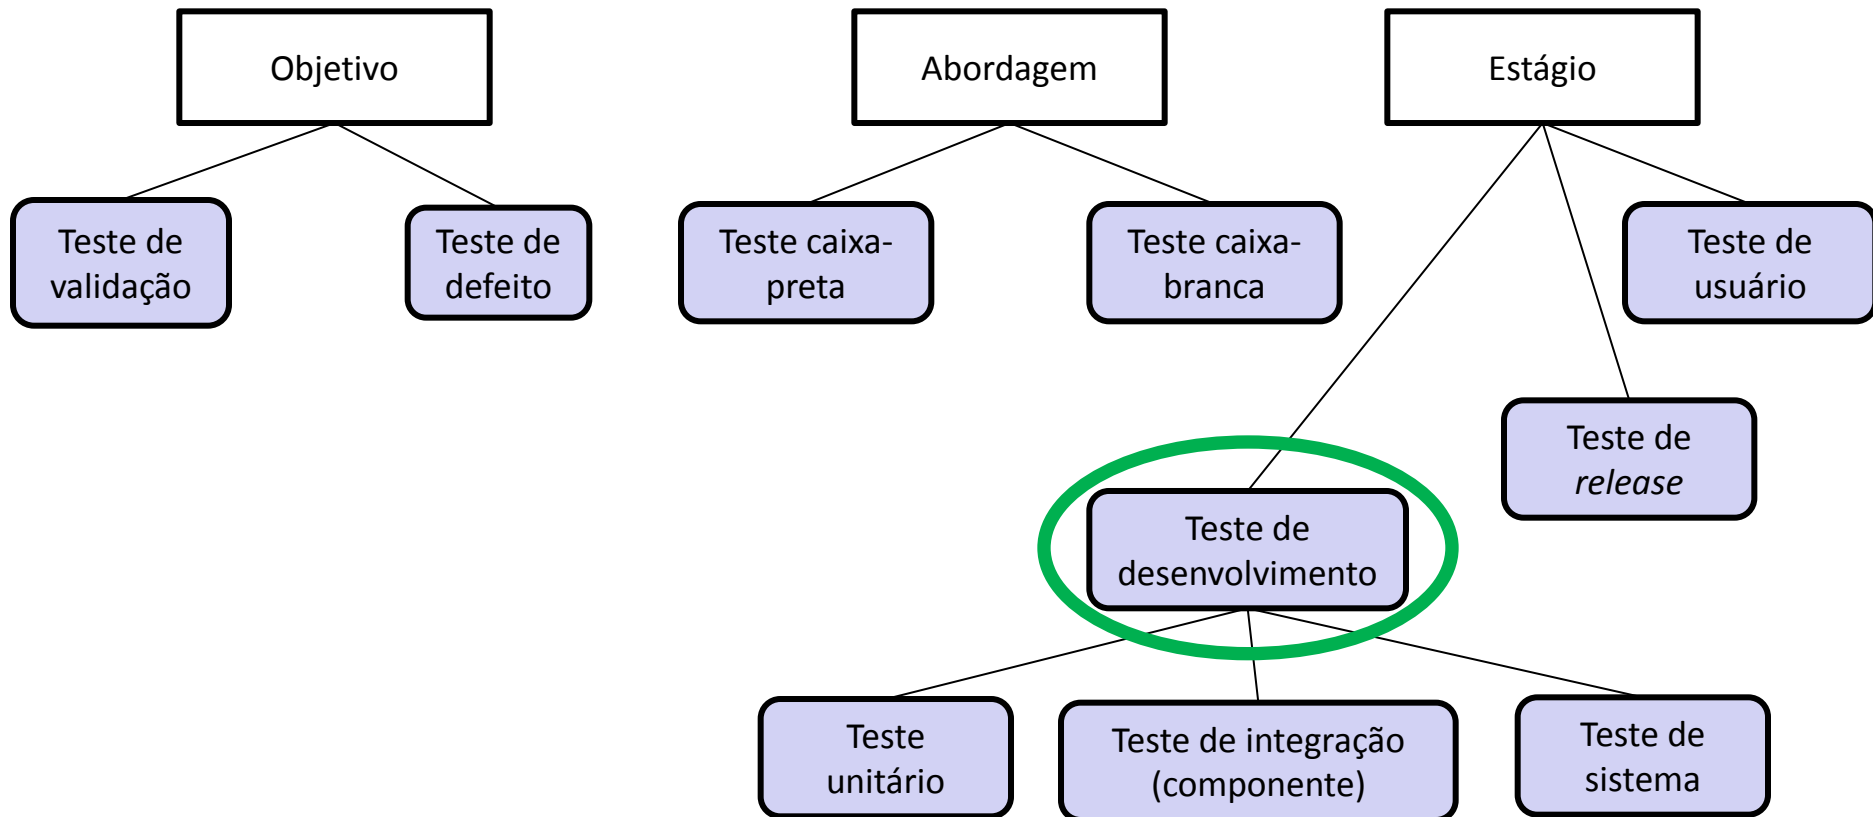 Objetivo
Abordagem
Estágio
Teste de
validação
Teste de
defeito
Teste caixa-
preta
Teste caixa-
branca
Teste de
usuário
Teste de
release
Teste de
desenvolvimento
Teste
unitário
Teste de integração
(componente)
Teste de
sistema